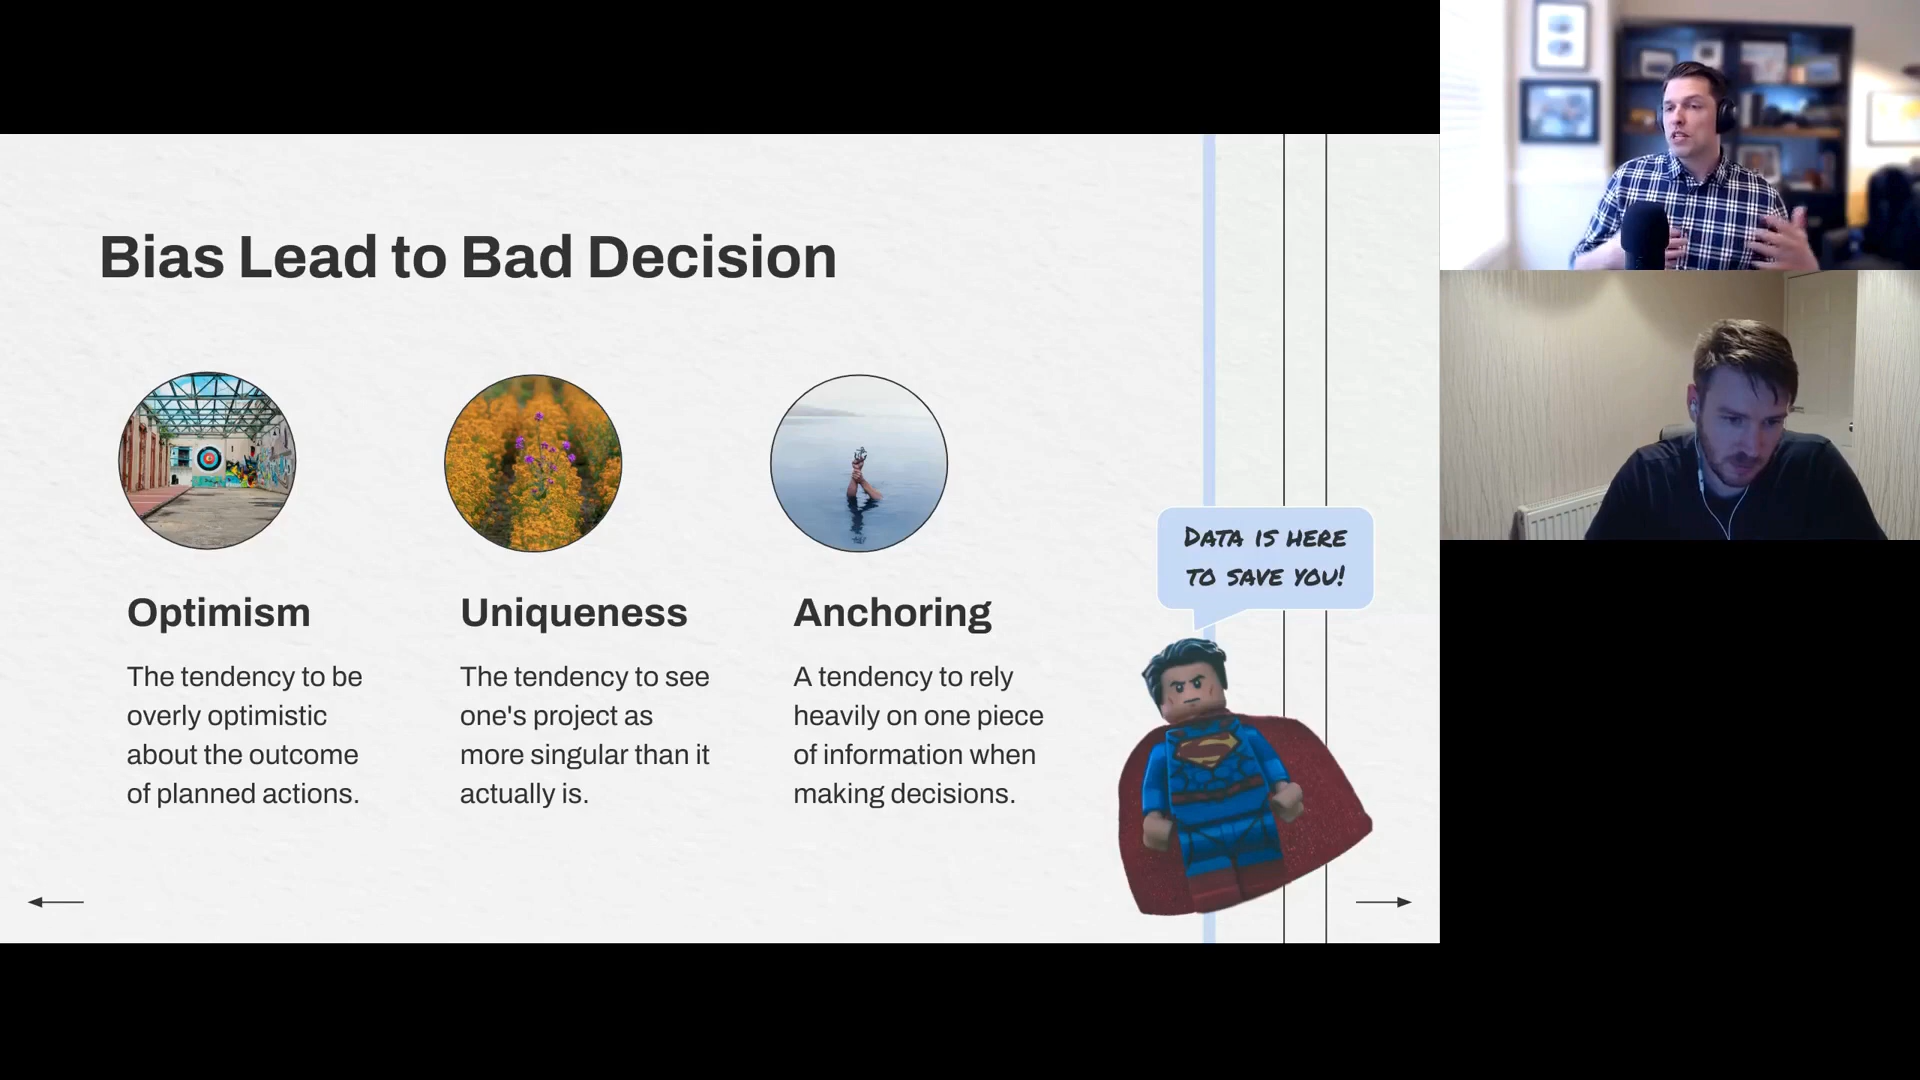 Bias Lead to Bad Decision
Optimism
The tendency to be
overly optimistic
about the outcome
of planned actions.
Uniqueness
The tendency to see
one's project as
more singular than it
actually is.
Anchoring
A tendency to rely
heavily on one piece
of information when
making decisions.
DATA IS HERE
TO SAVE YOU!